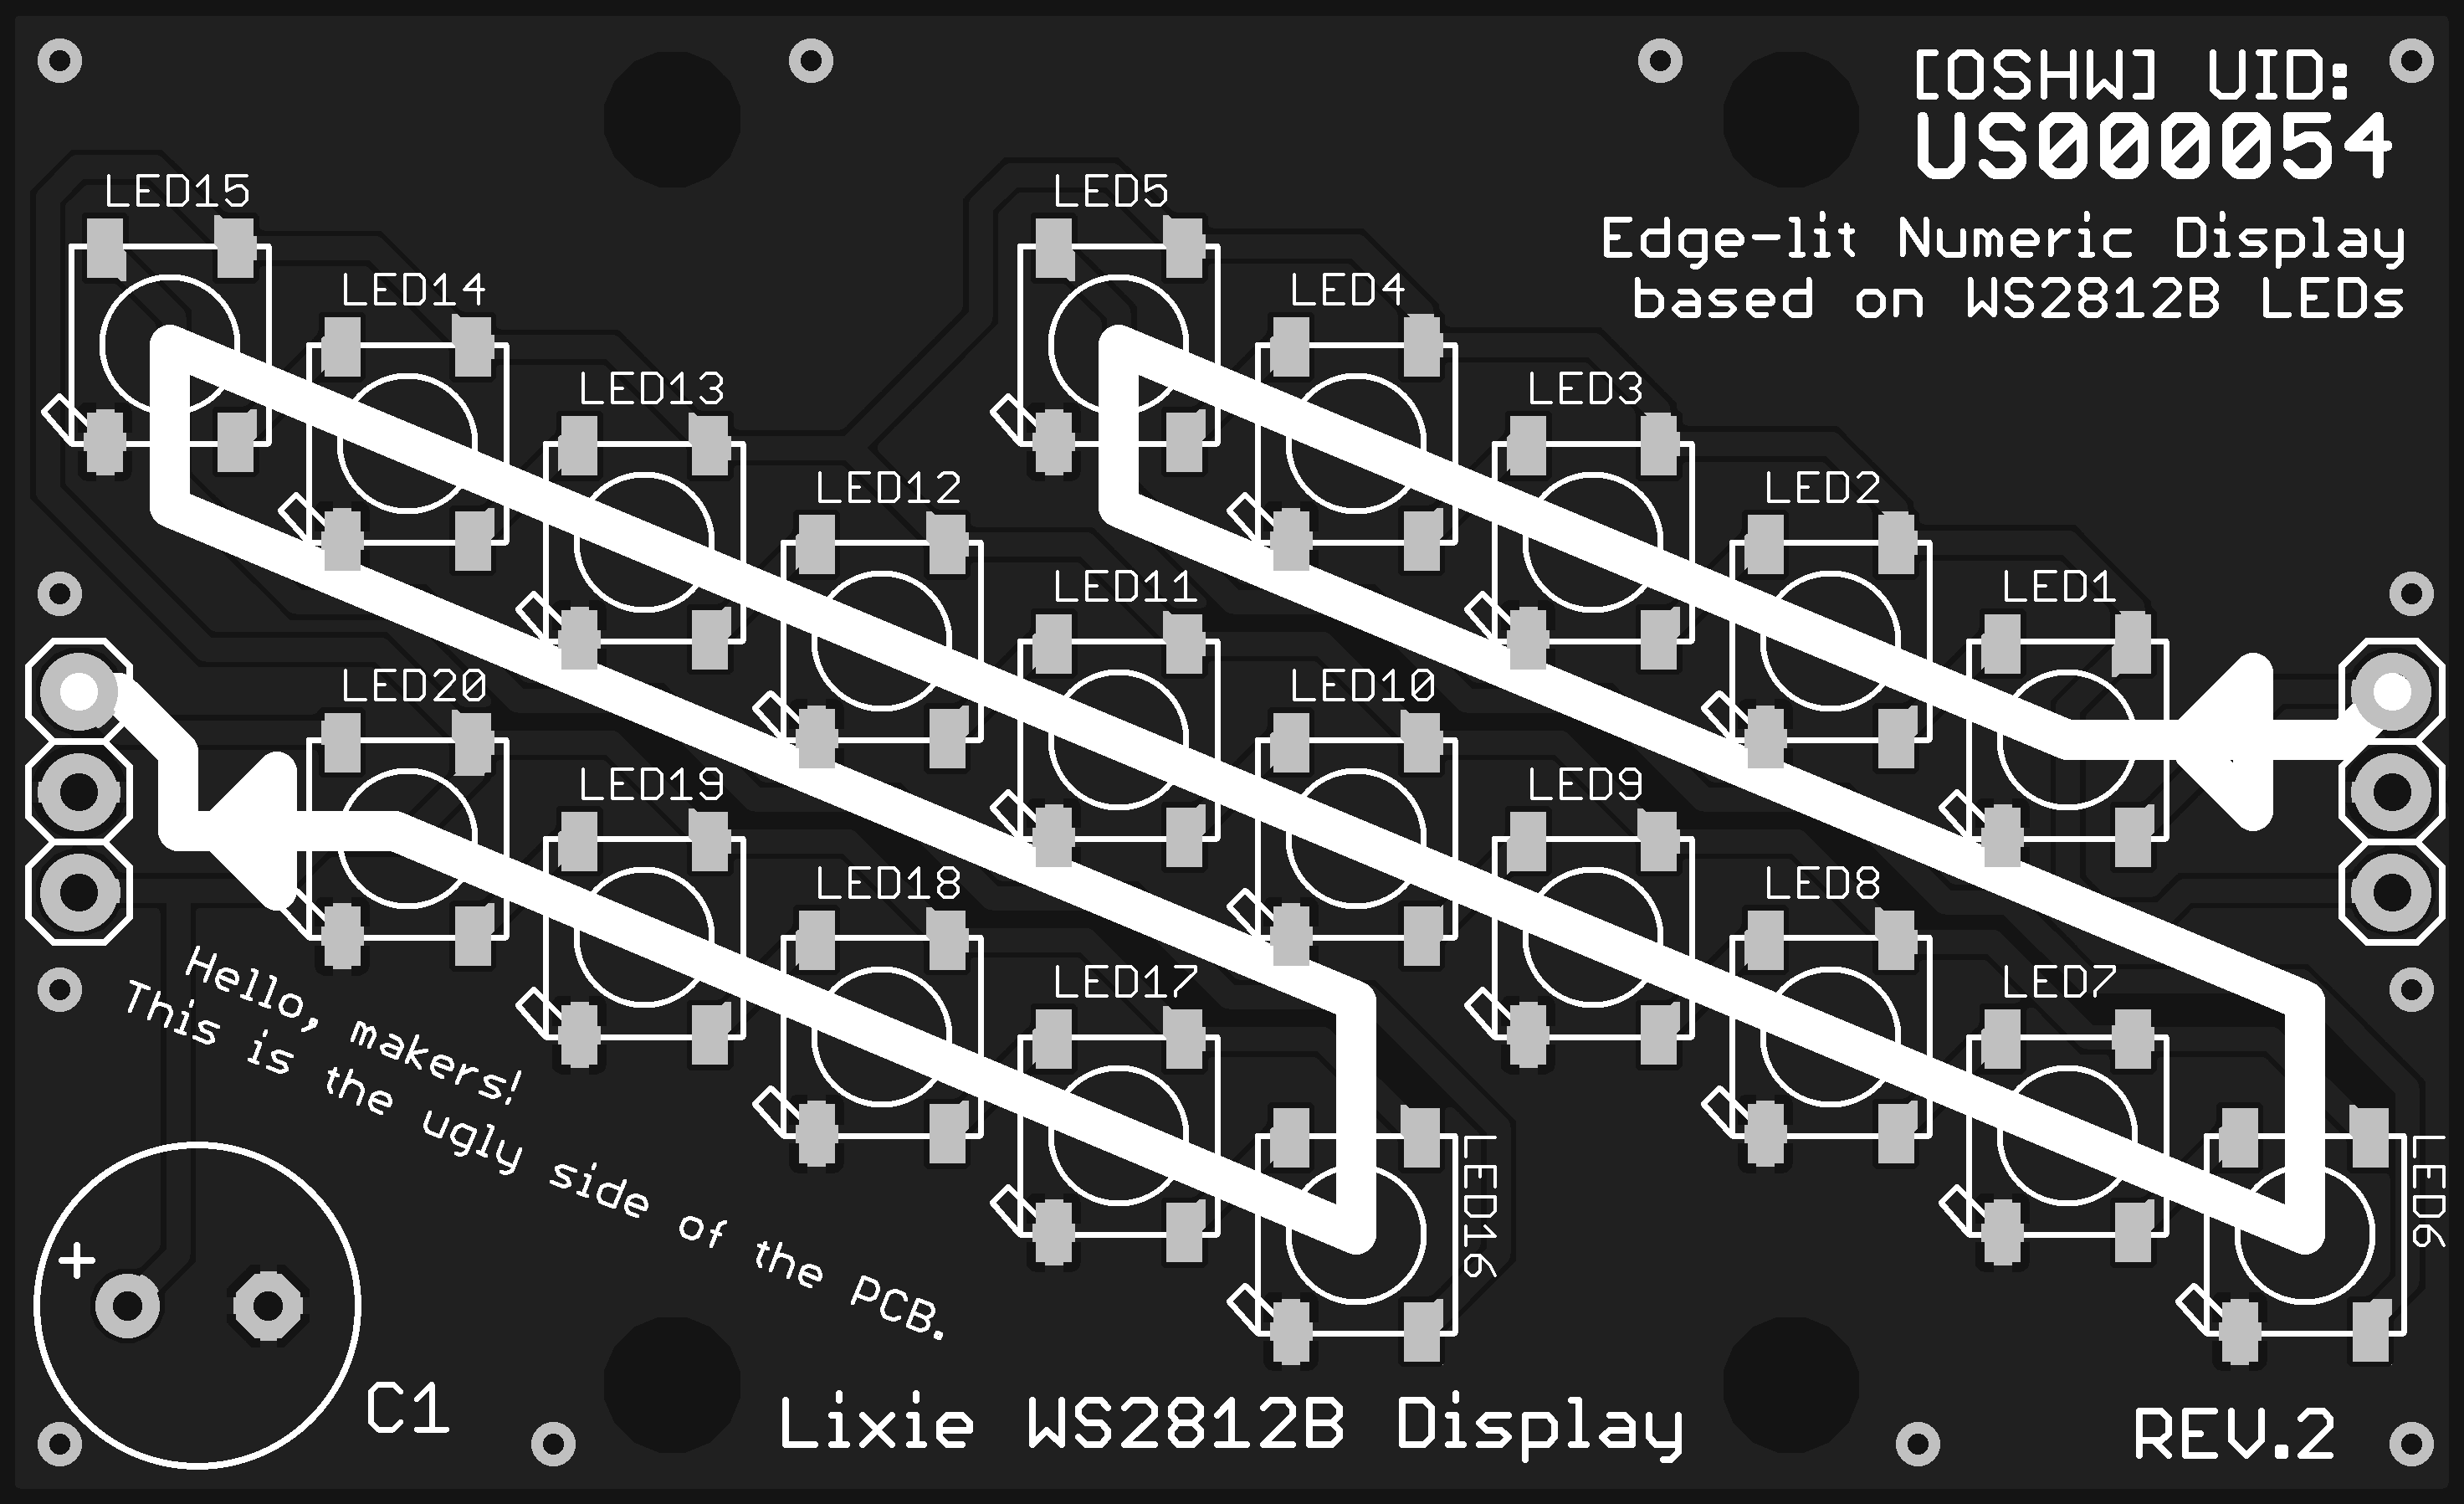 [OSHW] UID:
US000054
Edge-lit Numeric Display
based on WS2812B LEDs
LED15
LED5
LED14
LED4
LED13
LED3
LED12
LED2
LED11
LED1
LED20
LED10
LED19
LED9
LED18
LED8
LED17
LED7
LED16
LED6
Hello, makers!
This is the ugly side of the PCB.
+
C1
Lixie WS2812B Display
REV.2